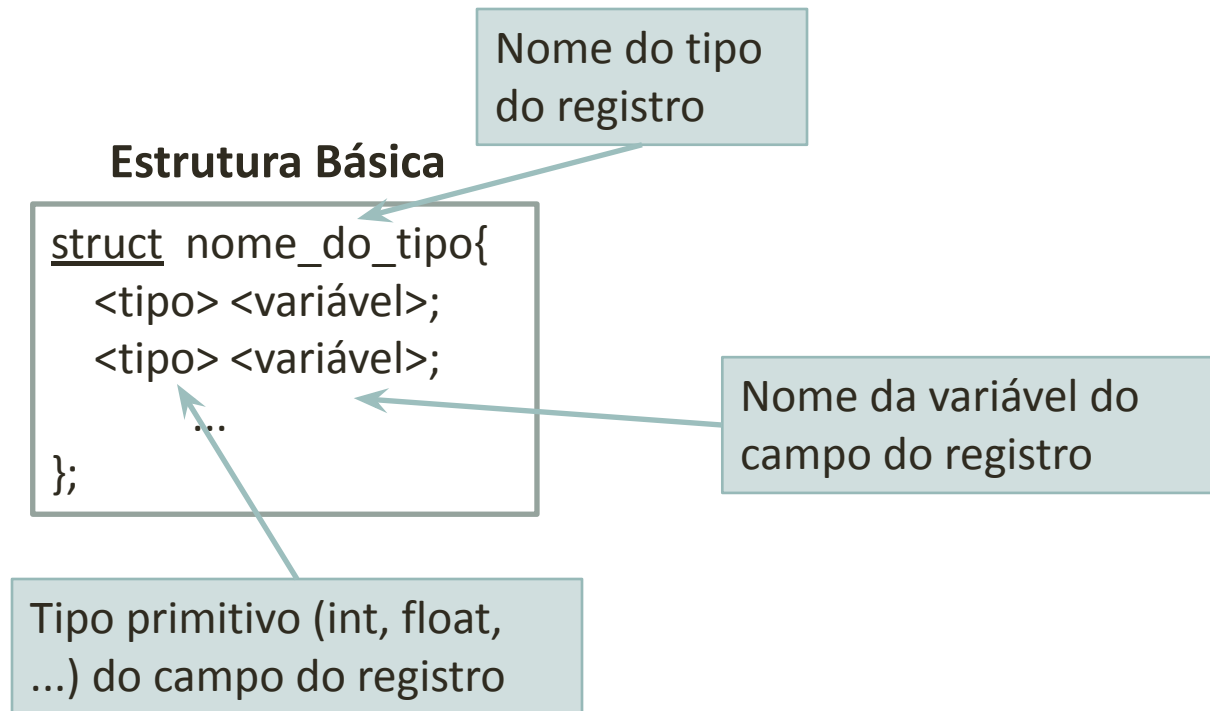 Nome do tipo
do registro
Estrutura Básica
struct nome_do_tipo{
<tipo> <variável>;
<tipo> <variável>;
...
};
Nome da variável do
campo do registro
Tipo primitivo (int, float,
...) do campo do registro